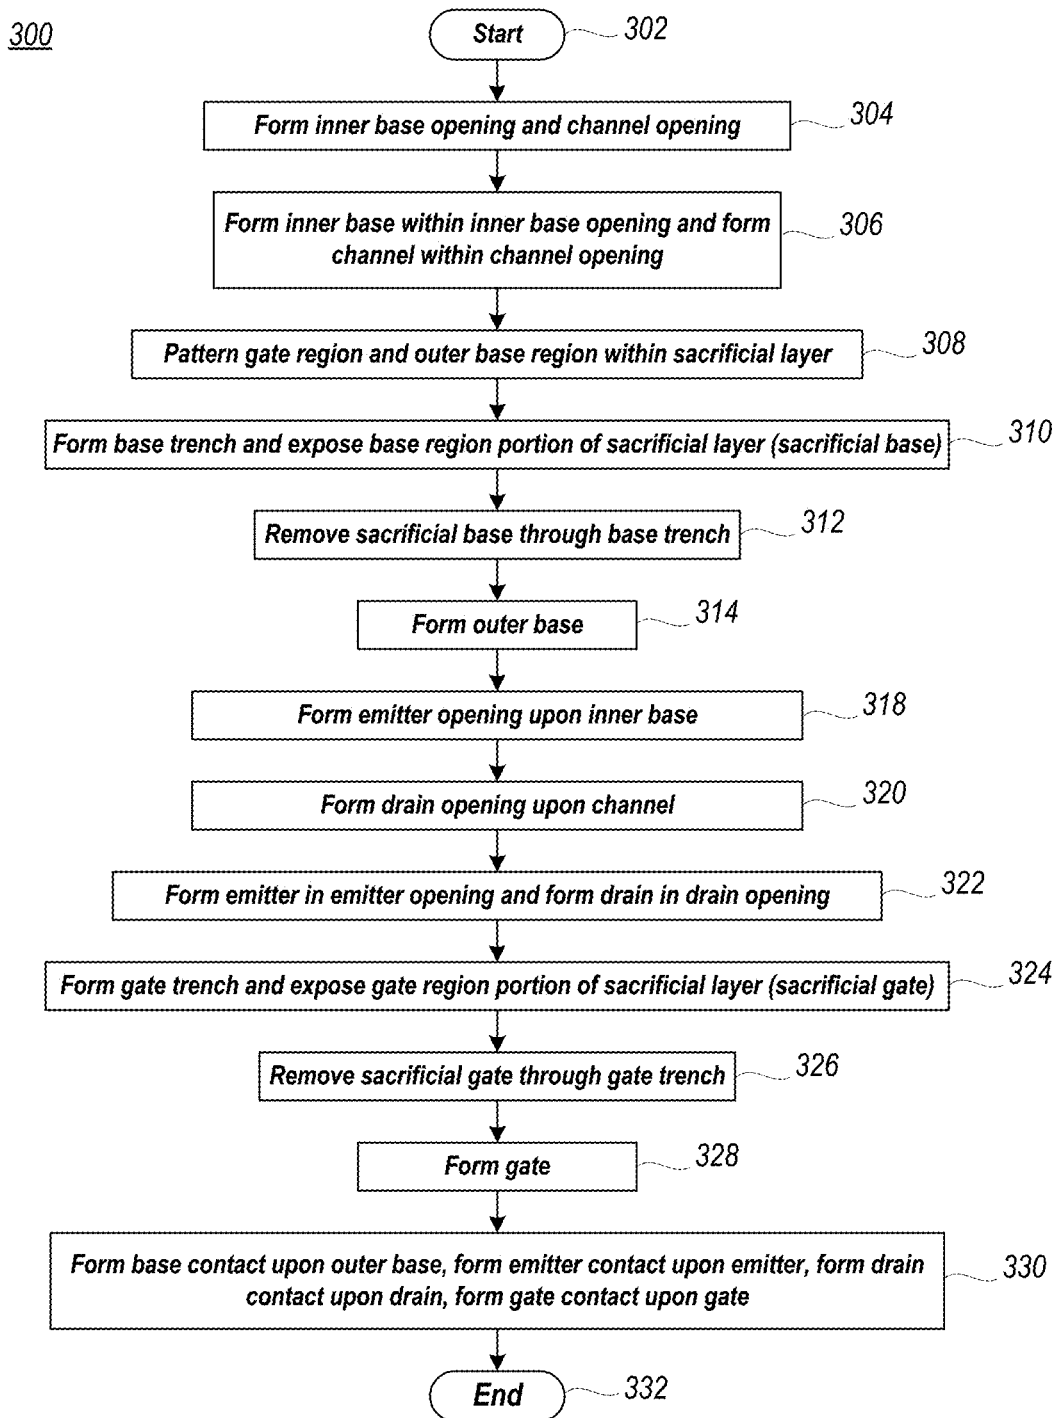 300
Start
302
Form inner base opening and channel opening
304
Form inner base within inner base opening and form
channel within channel opening
306
Pattern gate region and outer base region within sacrificial layer
308
Form base trench and expose base region portion of sacrificial layer (sacrificial base)
310
Remove sacrificial base through base trench
312
Form outer base
314
Form emitter opening upon inner base
318
Form drain opening upon channel
320
Form emitter in emitter opening and form drain in drain opening
322
Form gate trench and expose gate region portion of sacrificial layer (sacrificial gate)
324
Remove sacrificial gate through gate trench
326
Form gate
328
Form base contact upon outer base, form emitter contact upon emitter, form drain
contact upon drain, form gate contact upon gate
330
End
332